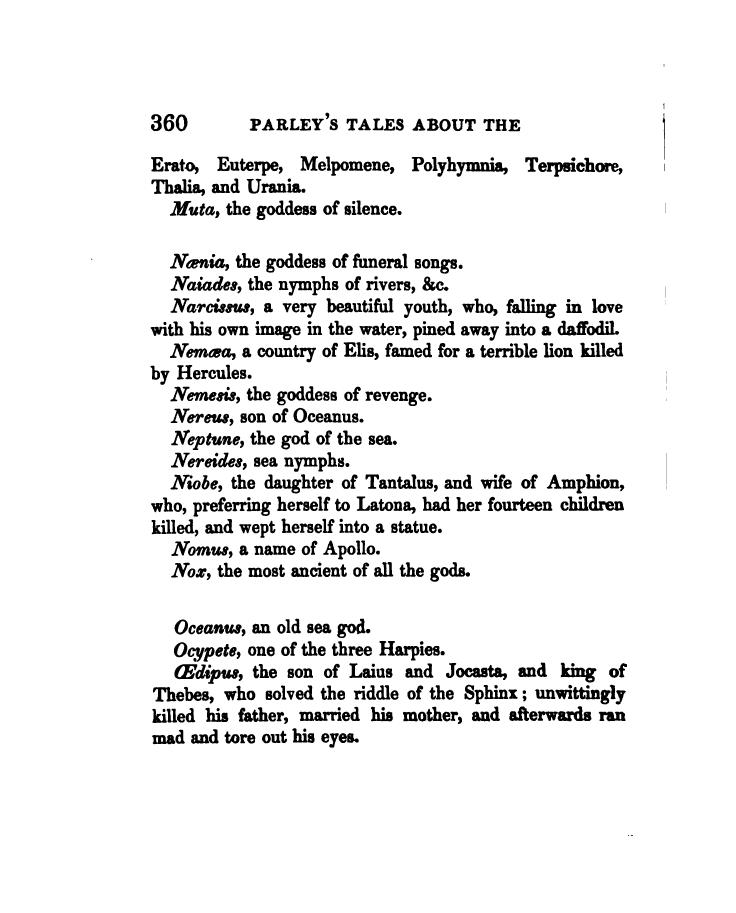 360 PARLEY'S TALES ABOUT THE
Erato, Euterpe, Melpomene, Polyhymnia, Terpsichore,
Thalia, and Urania.
Muta, the goddess of silence.
Nænia, the goddess of funeral songs.
Naiades, the nymphs of rivers, &c.
Narcissus, a very beautiful youth, who, falling in love
with his own image in the water, pined away into a daffodil.
Nemæa, a country of Elis, famed for a terrible lion killed
by Hercules.
Nemesis, the goddess of revenge.
Nereus, son of Oceanus.
Neptune, the god of the sea.
Nereides, sea nymphs.
Niobe, the daughter of Tantalus, and wife of Amphion,
who, preferring herself to Latona, had her fourteen children
killed, and wept herself into a statue.
Nomus, a name of Apollo.
Nox, the most ancient of all the gods.
Oceanus, an old sea god.
Ocypete, one of the three Harpies.
Œdipus, the son of Laius and Jocasta, and king of
Thebes, who solved the riddle of the Sphinx; unwittingly
killed his father, married his mother, and afterwards ran
mad and tore out his eyes.